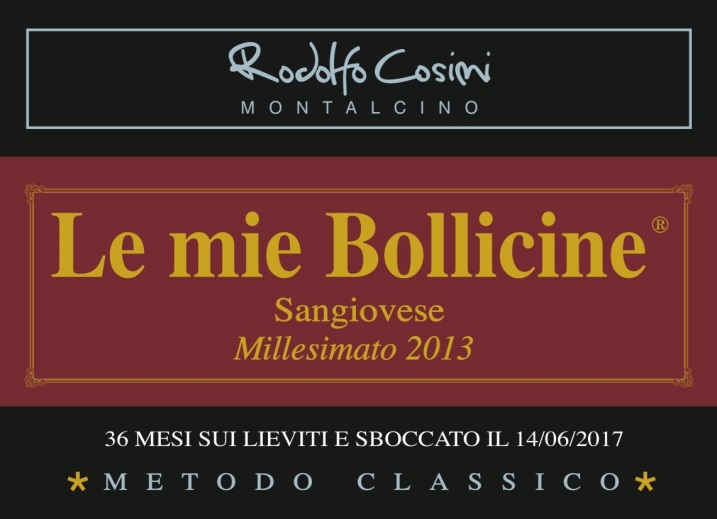 Rodolfo Cosimi
MONTALCINO
Le mie Bollicine®
Sangiovese
Millesimato 2013
36 MESI SUI LIEVITI E SBOCCATO IL 14/06/2017
* METODO CLASSICO *